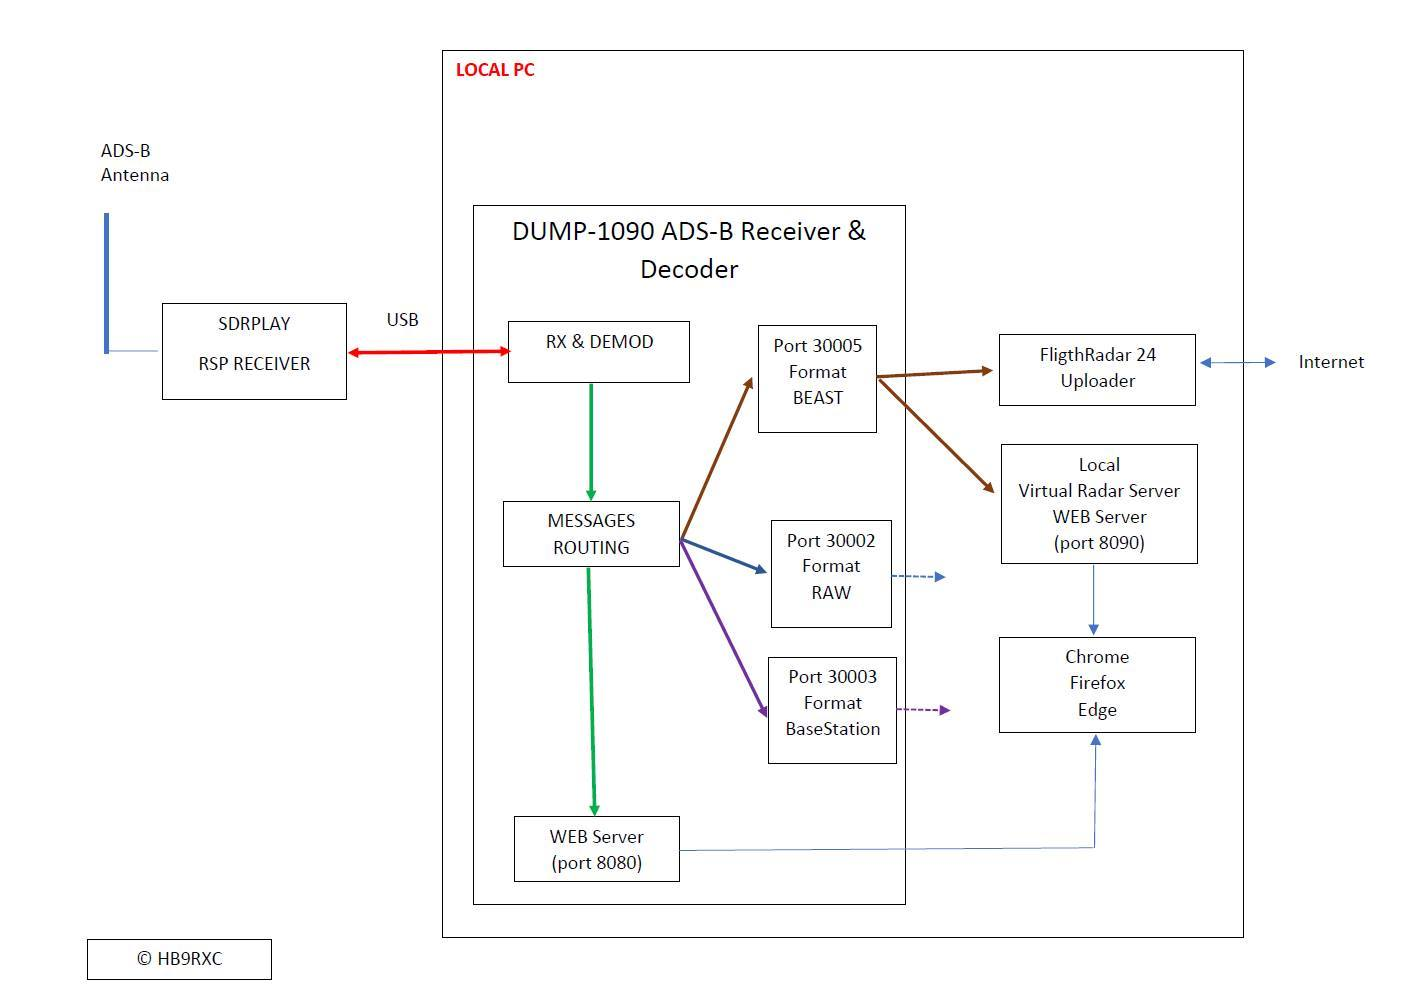 LOCAL PC
ADS-B
Antenna
DUMP-1090 ADS-B Receiver &
Decoder
SDRPLAY
RSP RECEIVER
USB
RX & DEMOD
Port 30005
Format
BEAST
FligthRadar 24
Uploader
Internet
Local
Virtual Radar Server
WEB Server
(port 8090)
MESSAGES
ROUTING
Port 30002
Format
RAW
Chrome
Firefox
Edge
Port 30003
Format
BaseStation
WEB Server
(port 8080)
© HB9RXC